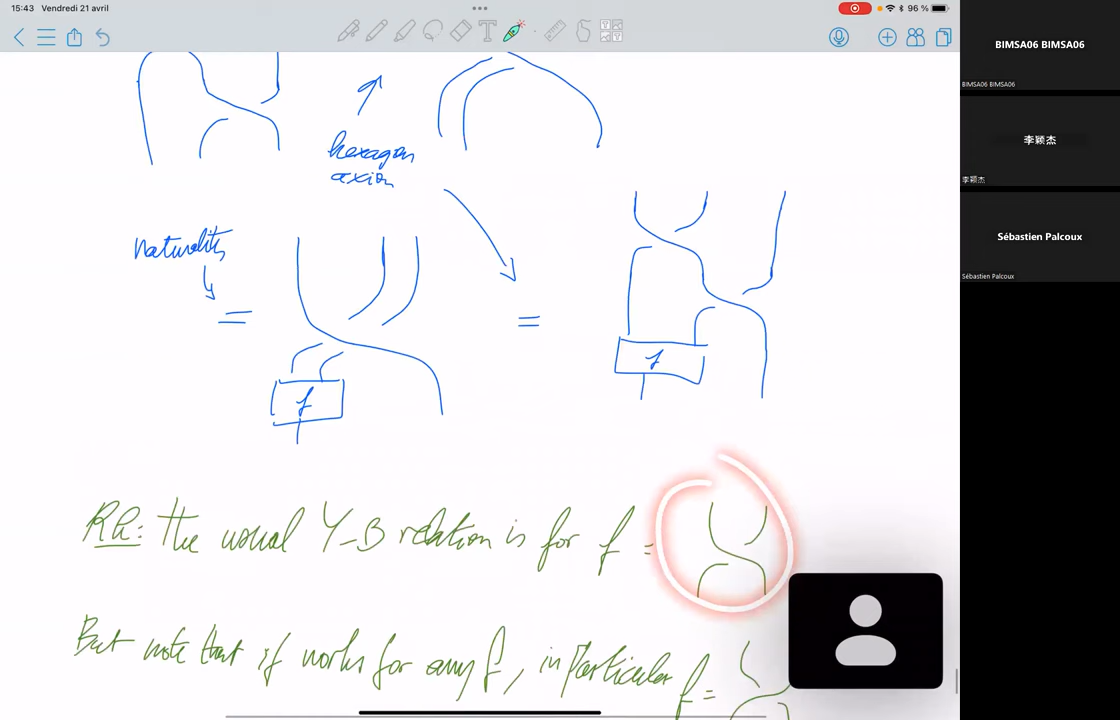 15:43 Vendredi 21 avril
96 %
BIMSA06 BIMSA06
BIMSA06 BIMSA06
李颖杰
李颖杰
Sébastien Palcoux
Sébastien Palcoux
hexagon
axiom
naturality
=
=
f
f
Rk: The usual Y-B relation is for f =
But note that it works for any f, in particular f =